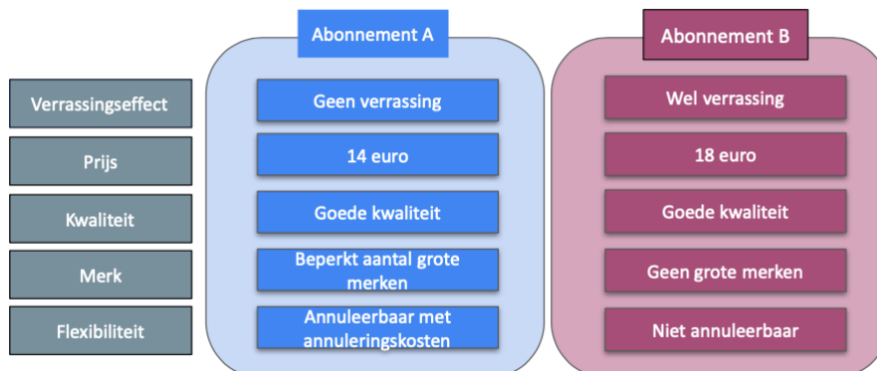 Abonnement A
Abonnement B
Verrassingseffect
Geen verrassing
Wel verrassing
Prijs
14 euro
18 euro
Kwaliteit
Goede kwaliteit
Goede kwaliteit
Merk
Beperkt aantal grote
merken
Geen grote merken
Flexibiliteit
Annuleerbaar met
annuleringskosten
Niet annuleerbaar